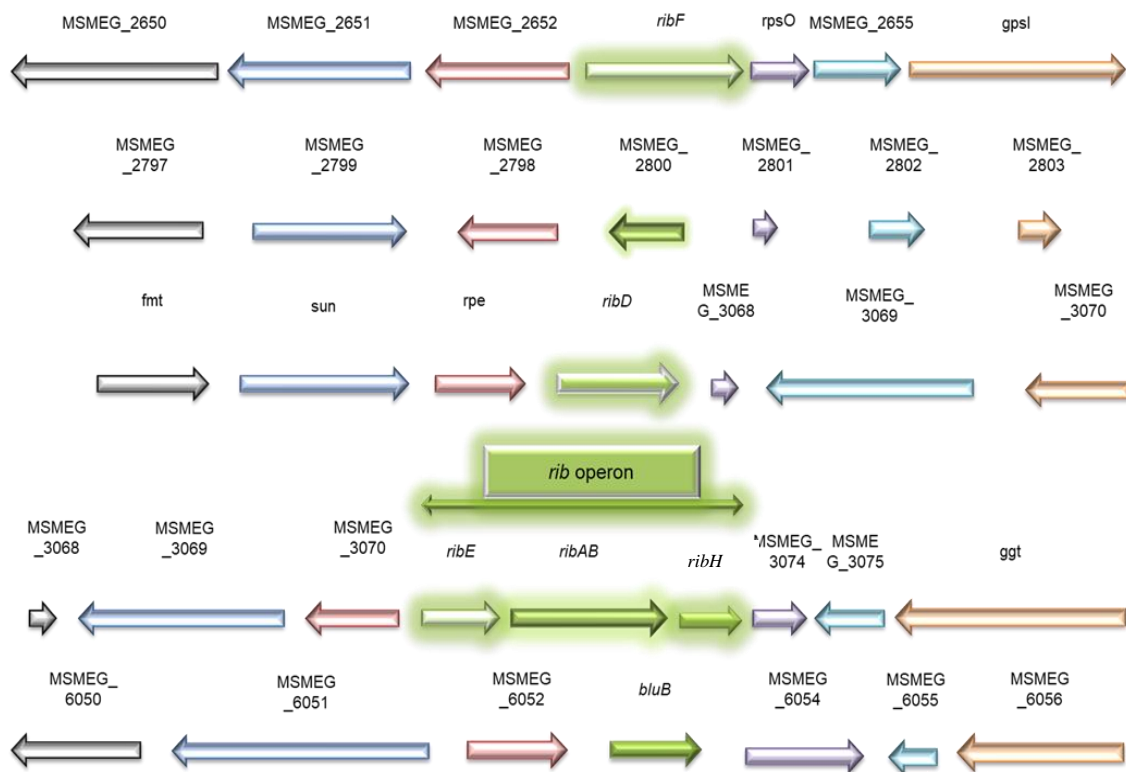 MSMEG_2650 MSMEG_2651 MSMEG_2652 ribF rpsO MSMEG_2655 gpsI
MSMEG MSMEG MSMEG MSMEG_ MSMEG_ MSMEG_ MSMEG_
_2797 _2799 _2798 2800 2801 2802 2803
fmt sun rpe ribD MSME MSMEG_ MSMEG
G_3068 3069 _3070
rib operon
MSMEG MSMEG MSMEG ribE ribAB ribH MSMEG_ MSME ggt
_3068 _3069 _3070 3074 G_3075
MSMEG_ MSMEG MSMEG bluB MSMEG MSMEG MSMEG
6050 _6051 _6052 _6054 _6055 _6056